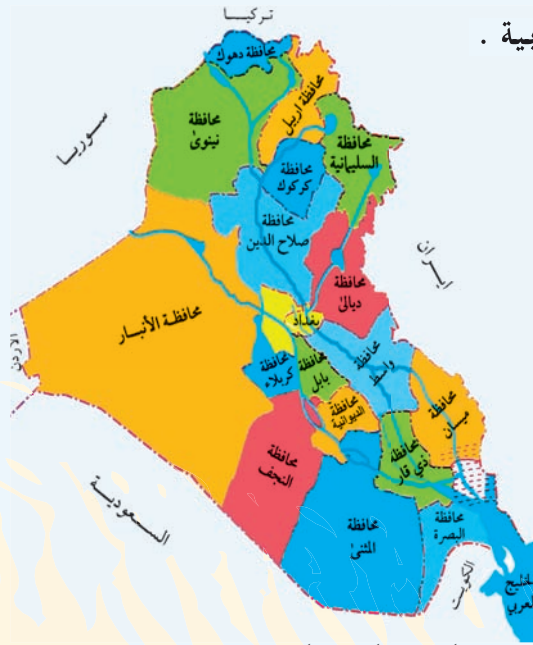 تركيا
ـية .
محافظة دهوك
محافظة اربيل
سوريا
محافظة
نينوى
محافظة
السليمانية
محافظة
كركوك
محافظة
صلاح الدين
ايران
محافظة
ديالى
محافظة الأنبار
بغداد
الاردن
محافظة
كربلاء
محافظة
بابل
محافظة
واسط
محافظة
الديوانية
محافظة
ميسان
محافظة
ذي قار
محافظة
النجف
السعودية
محافظة
المثنى
محافظة
البصرة
الكويت
الخليج
العربي